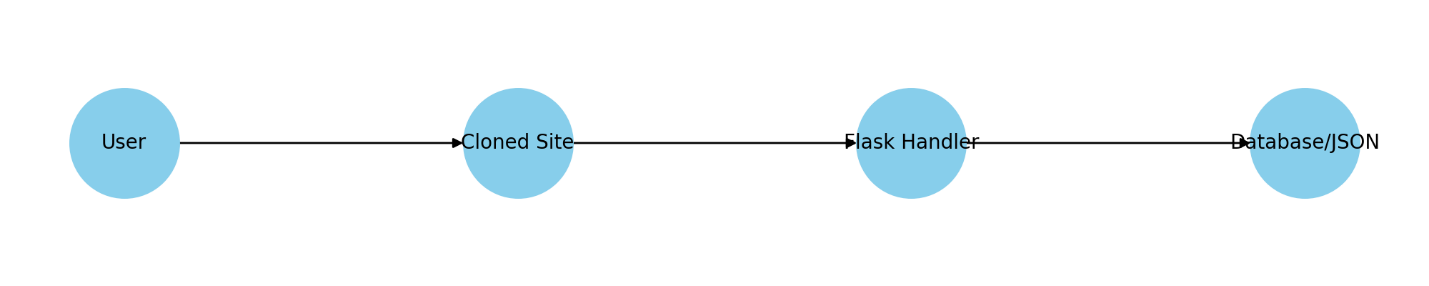 User
Cloned Site
Flask Handler
Database/JSON